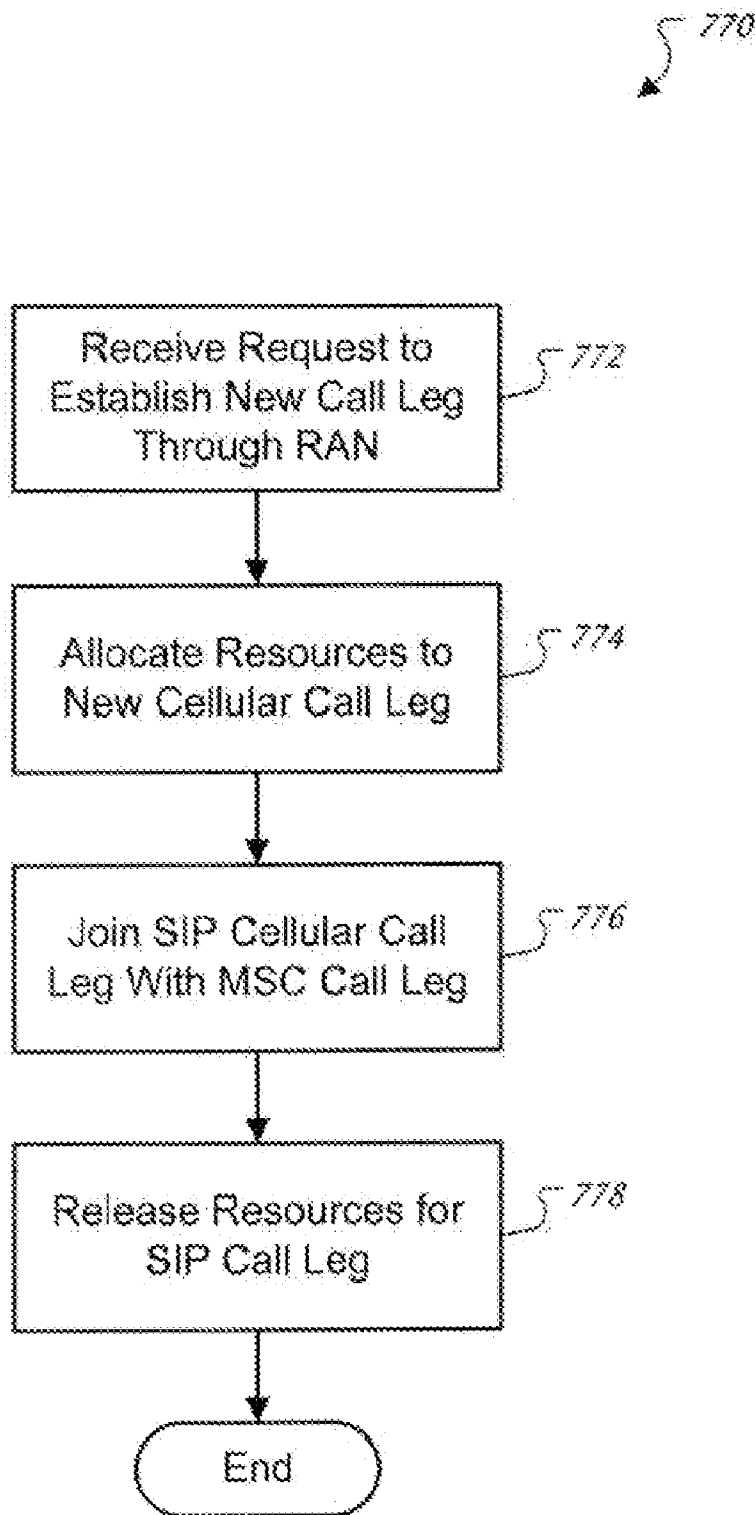 770
Receive Request to
Establish New Call Leg
Through RAN
772
Allocate Resources to
New Cellular Call Leg
774
Join SIP Cellular Call
Leg With MSC Call Leg
776
Release Resources for
SIP Call Leg
778
End